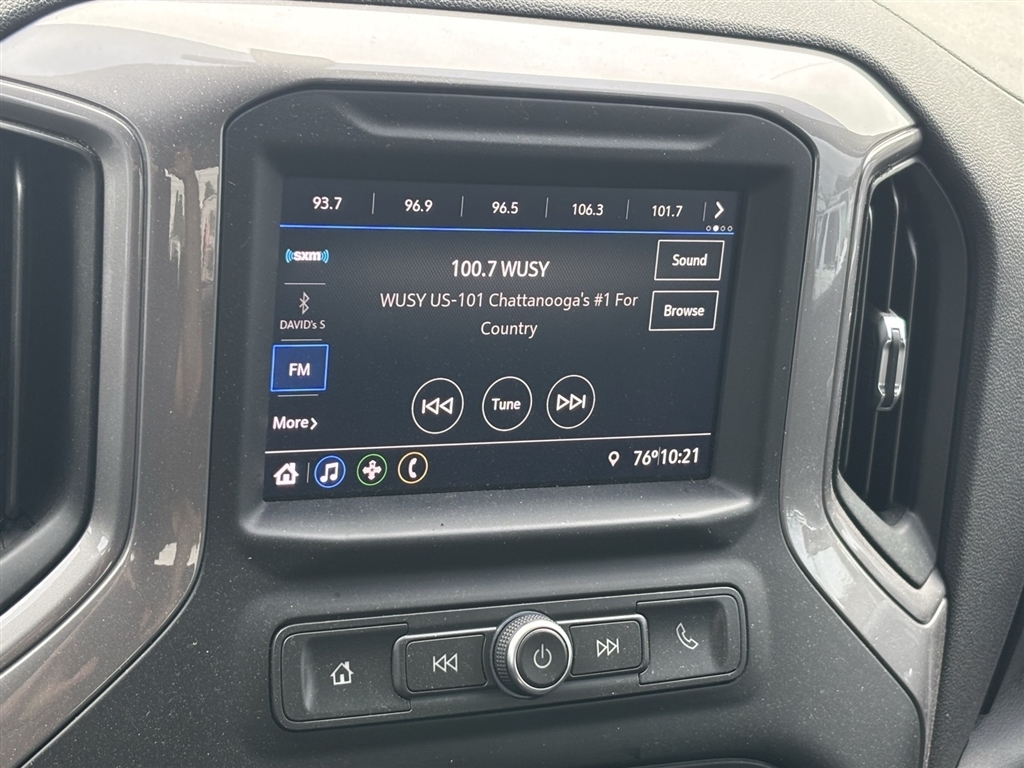 93.7 96.9 96.5 106.3 101.7
sxm
100.7 WUSY
Sound
WUSY US-101 Chattanooga's #1 For
Country
Browse
DAVID's S
FM
Tune
More
76° 10:21